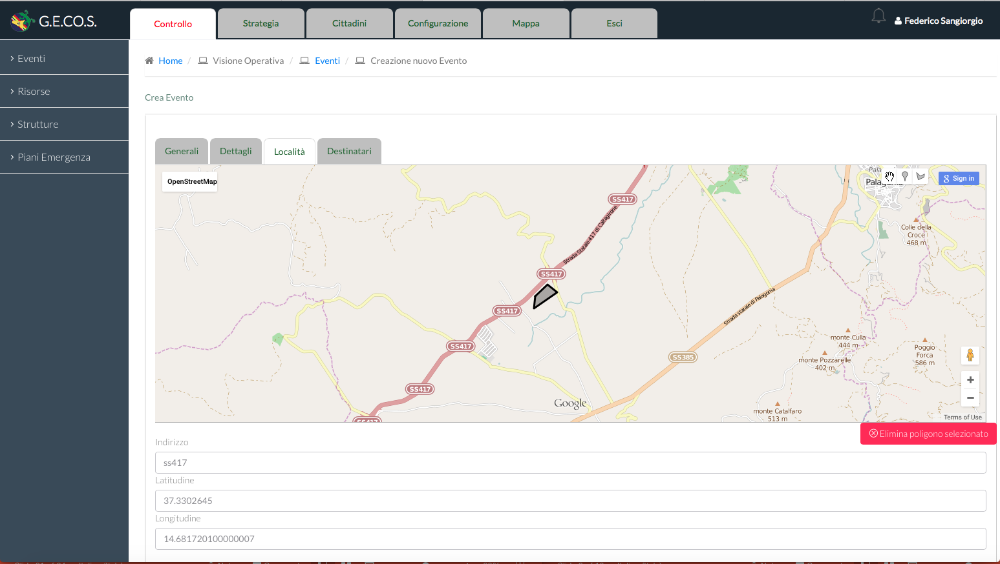 G.E.CO.S.
Controllo
Strategia
Cittadini
Configurazione
Mappa
Esci
Federico Sangiorgio
Eventi
Risorse
Strutture
Piani Emergenza
Home / Visione Operativa / Eventi / Creazione nuovo Evento
Crea Evento
Generali
Dettagli
Località
Destinatari
OpenStreetMap
Sign in
SS417
Strada Statale 417 di Caltagirone
Colle della
Croce
468 m
SS417
SS417
Strada statale di Palagonia
SS417
SS385
monte Culla
444 m
Poggio
Forca
586 m
monte Pozzarelle
402 m
SS417
Google
monte Catalfaro
513 m
SS417
Terms of Use
Elimina poligono selezionato
Indirizzo
ss417
Latitudine
37.3302645
Longitudine
14.681720100000007